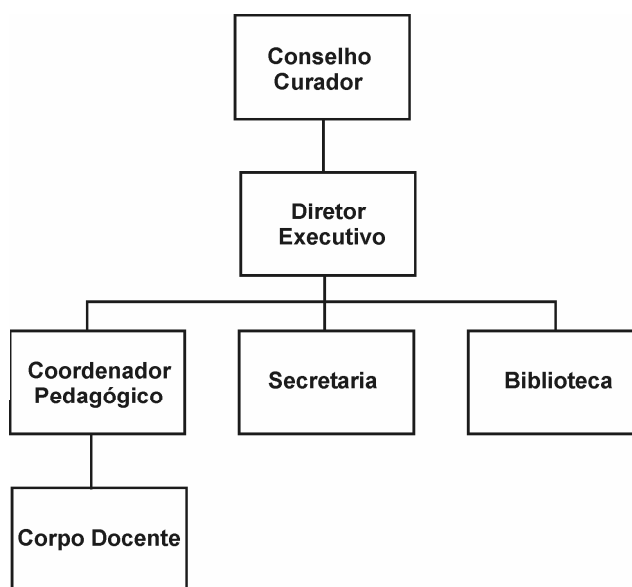 Conselho
Curador
Diretor
Executivo
Coordenador
Pedagógico
Secretaria
Biblioteca
Corpo Docente